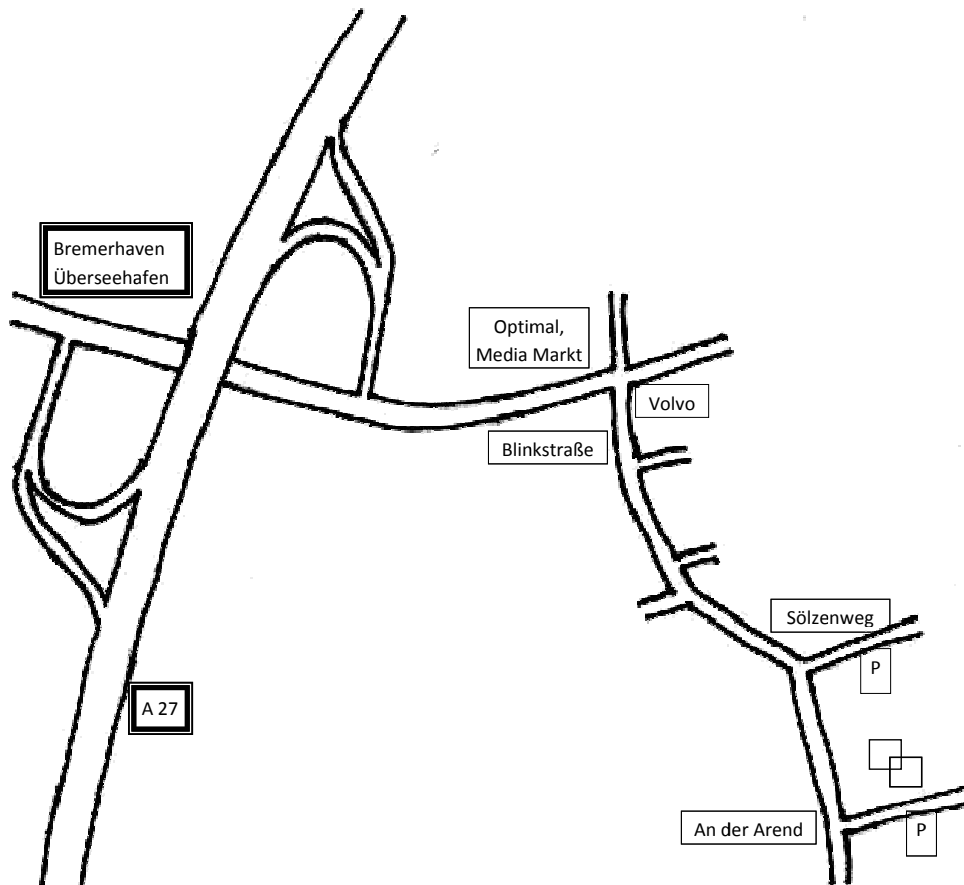 Bremerhaven
Überseehafen
Optimal,
Media Markt
Volvo
Blinkstraße
Sölzenweg
P
A 27
An der Arend
P